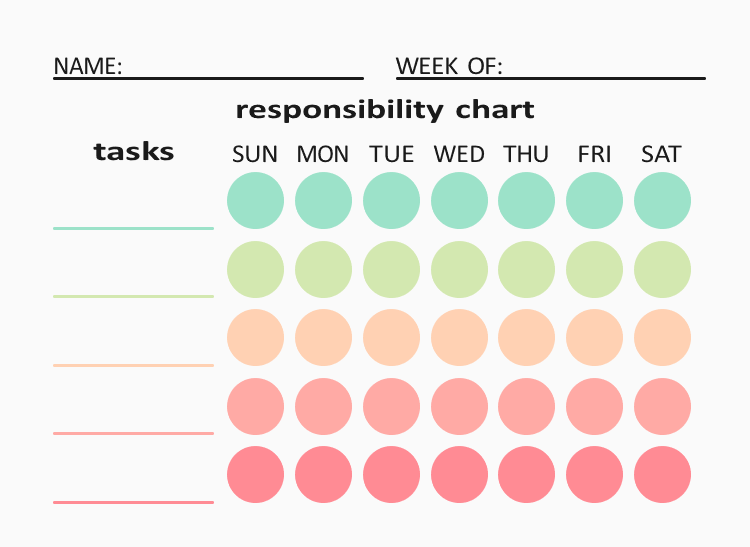 NAME: WEEK OF:
responsibility chart
tasks SUN MON TUE WED THU FRI SAT